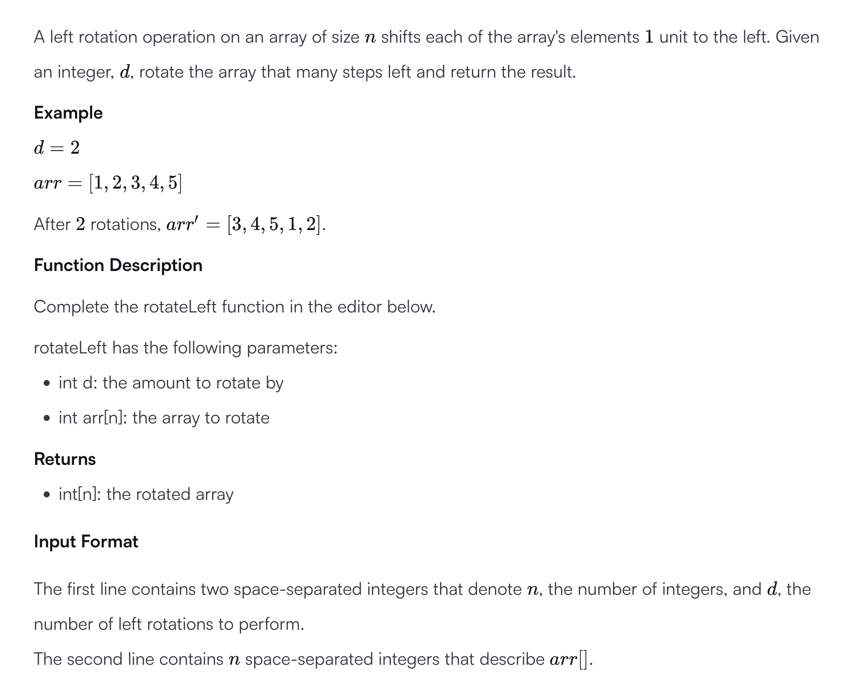 A left rotation operation on an array of size n shifts each of the array's elements 1 unit to the left. Given
an integer, d, rotate the array that many steps left and return the result.
Example
d = 2
arr = [1, 2, 3, 4, 5]
After 2 rotations, arr' = [3, 4, 5, 1, 2].
Function Description
Complete the rotateLeft function in the editor below.
rotateLeft has the following parameters:
• int d: the amount to rotate by
• int arr[n]: the array to rotate
Returns
• int[n]: the rotated array
Input Format
The first line contains two space-separated integers that denote n, the number of integers, and d, the
number of left rotations to perform.
The second line contains n space-separated integers that describe arr[].